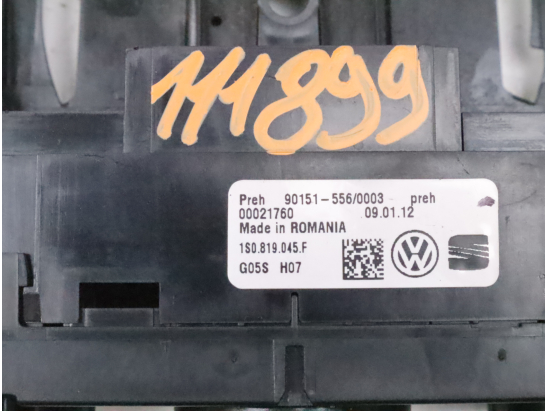 111899
Preh 90151-556/0003 preh
00021760 09.01.12
Made in ROMANIA
1S0.819.045.F
G05S H07